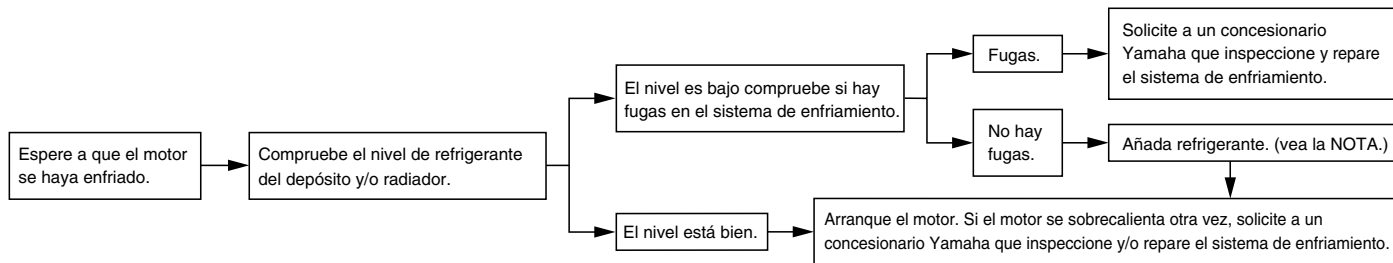 Espere a que el motor
se haya enfriado.
Compruebe el nivel de refrigerante
del depósito y/o radiador.
El nivel es bajo compruebe si hay
fugas en el sistema de enfriamiento.
Fugas.
Solicite a un concesionario
Yamaha que inspeccione y repare
el sistema de enfriamiento.
No hay
fugas.
Añada refrigerante. (vea la NOTA.)
El nivel está bien.
Arranque el motor. Si el motor se sobrecalienta otra vez, solicite a un
concesionario Yamaha que inspeccione y/o repare el sistema de enfriamiento.